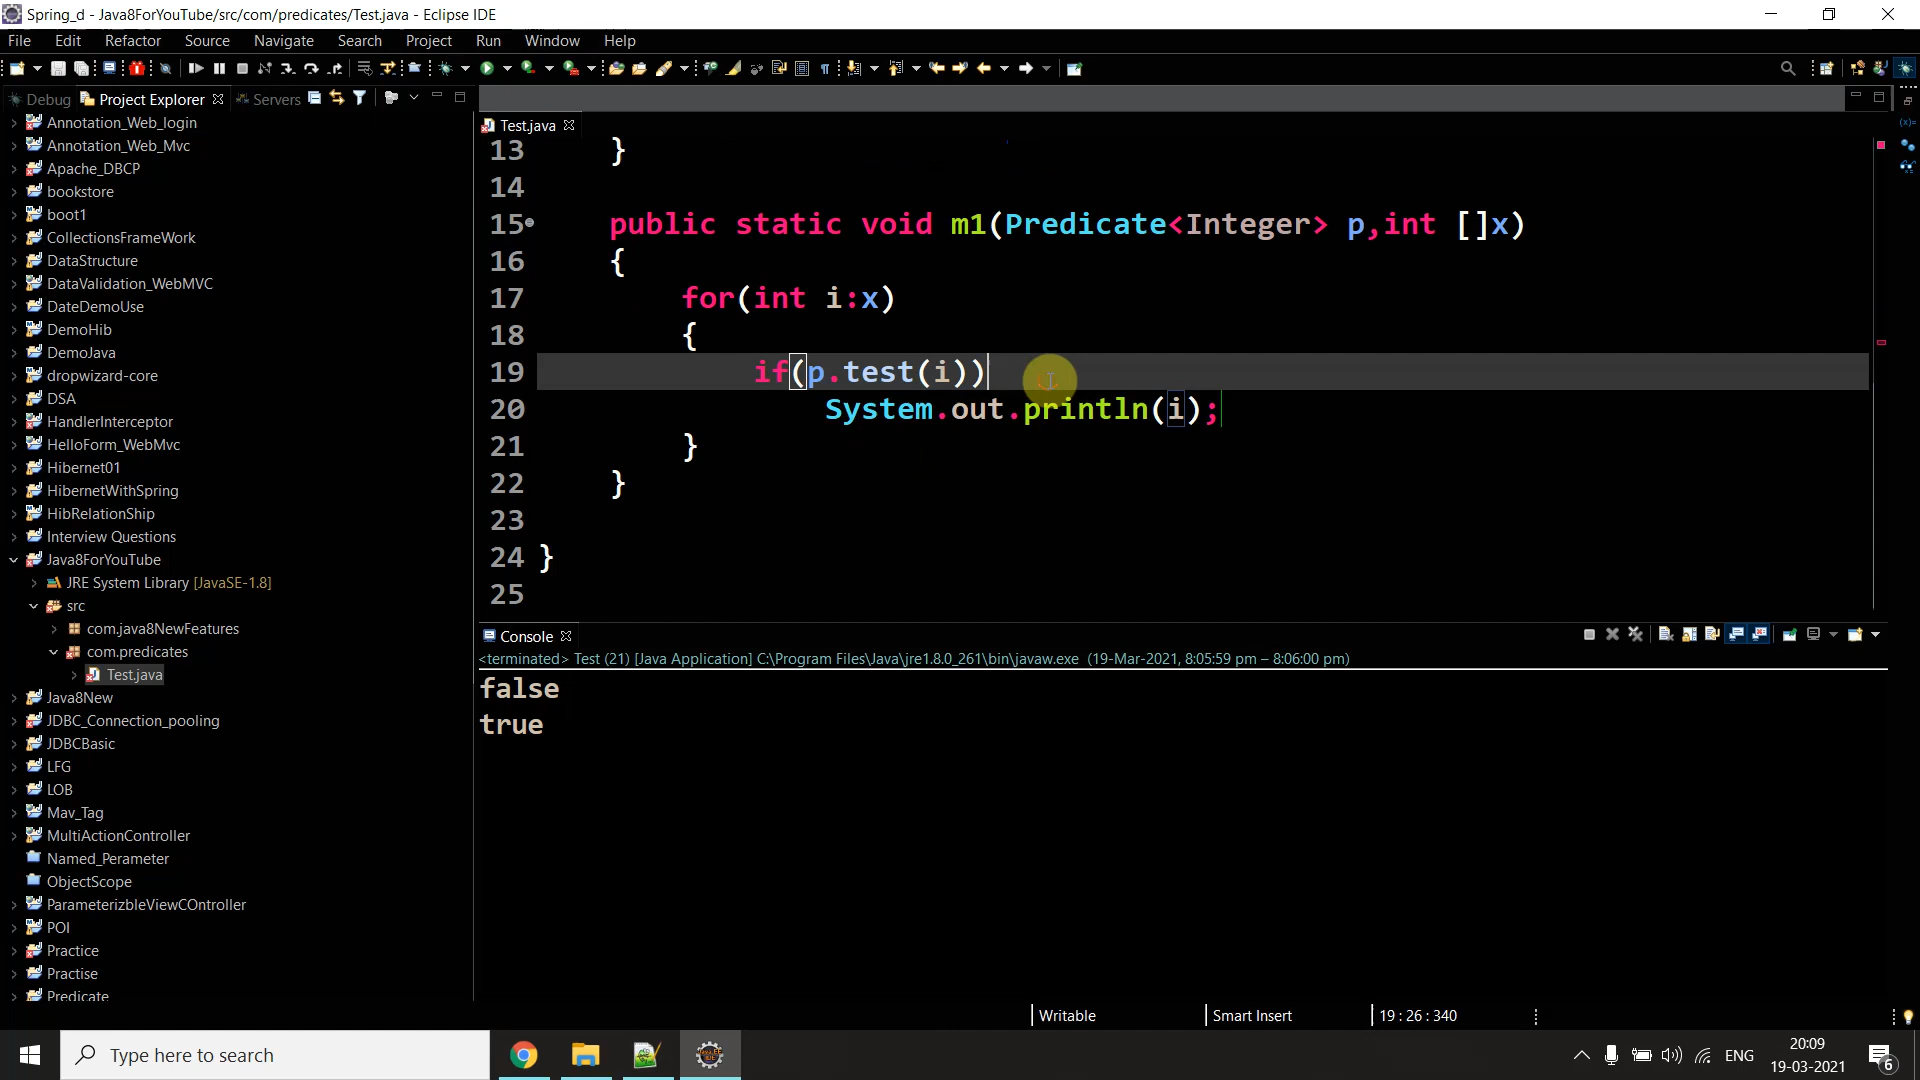 Spring_d - Java8ForYouTube/src/com/predicates/Test.java - Eclipse IDE
File Edit Refactor Source Navigate Search Project Run Window Help
Debug Project Explorer Servers
Annotation_Web_login
Annotation_Web_Mvc
Apache_DBCP
bookstore
boot1
CollectionsFrameWork
DataStructure
DataValidation_WebMVC
DateDemoUse
DemoHib
DemoJava
dropwizard-core
DSA
HandlerInterceptor
HelloForm_WebMvc
Hibernet01
HibernetWithSpring
HibRelationShip
Interview Questions
Java8ForYouTube
JRE System Library [JavaSE-1.8]
src
com.java8NewFeatures
com.predicates
Test.java
Java8New
JDBC_Connection_pooling
JDBCBasic
LFG
LOB
Mav_Tag
MultiActionController
Named_Perameter
ObjectScope
ParameterizbleViewCOntroller
POI
Practice
Practise
Predicate
Test.java
13 }
14
15 public static void m1(Predicate<Integer> p,int []x)
16 {
17 for(int i:x)
18 {
19 if(p.test(i))
20 System.out.println(i);
21 }
22 }
23
24 }
25
Console
<terminated> Test (21) [Java Application] C:\Program Files\Java\jre1.8.0_261\bin\javaw.exe (19-Mar-2021, 8:05:59 pm – 8:06:00 pm)
false
true
Writable Smart Insert 19 : 26 : 340
Type here to search
ENG
20:09
19-03-2021
6